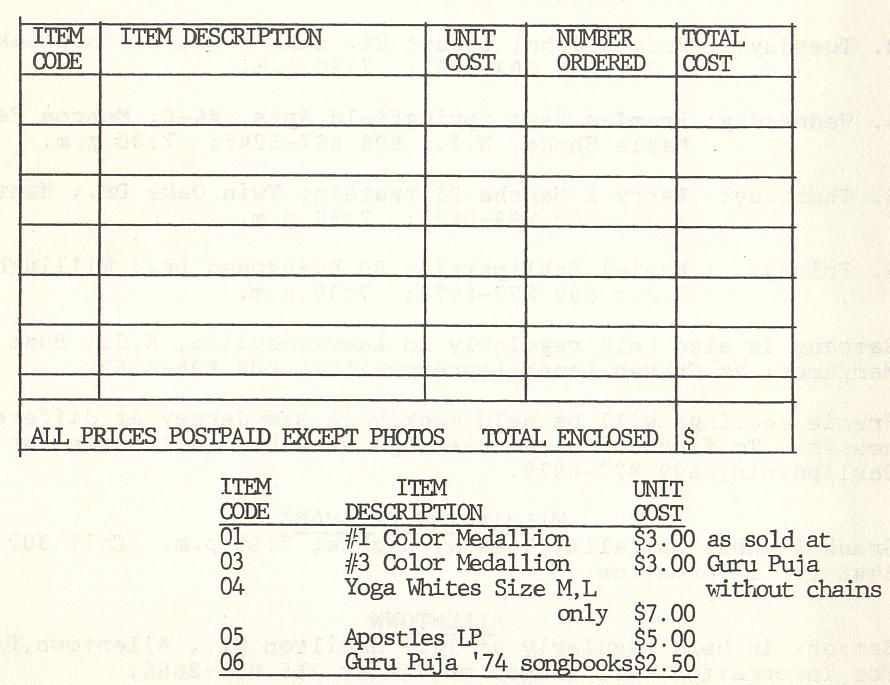 ITEM CODE ITEM DESCRIPTION UNIT COST NUMBER ORDERED TOTAL COST
ALL PRICES POSTPAID EXCEPT PHOTOS TOTAL ENCLOSED $
ITEM ITEM UNIT
CODE DESCRIPTION COST
01 #1 Color Medallion $3.00 as sold at
03 #3 Color Medallion $3.00 Guru Puja
04 Yoga Whites Size M,L without chains
only $7.00
05 Apostles LP $5.00
06 Guru Puja '74 songbooks $2.50